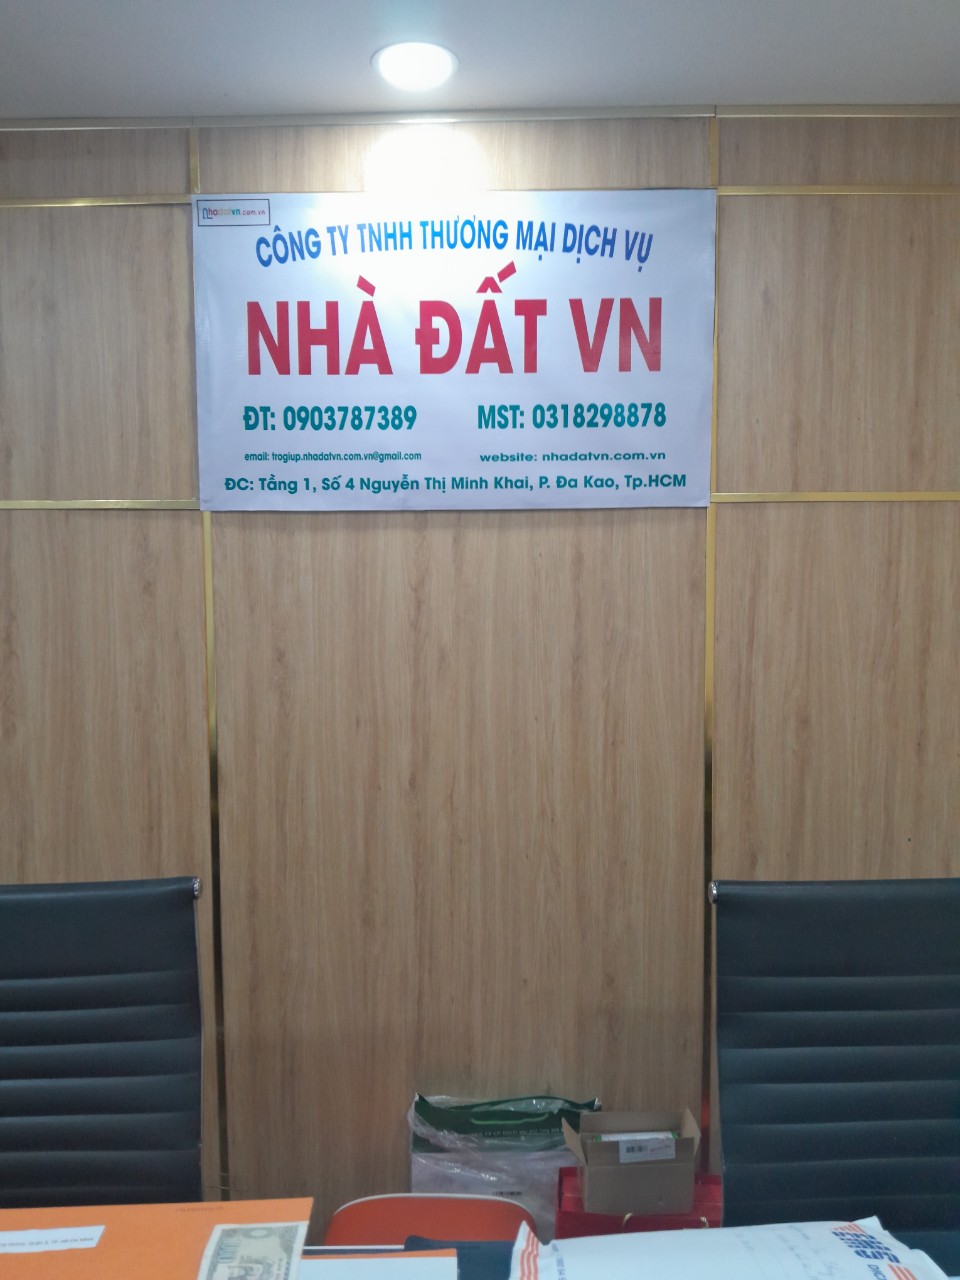 nhadatvn.com.vn
CÔNG TY TNHH THƯƠNG MẠI DỊCH VỤ
NHÀ ĐẤT VN
ĐT: 0903787389 MST: 0318298878
email: trogiup.nhadatvn.com.vn@gmail.com website: nhadatvn.com.vn
ĐC: Tầng 1, Số 4 Nguyễn Thị Minh Khai, P. Đa Kao, Tp.HCM